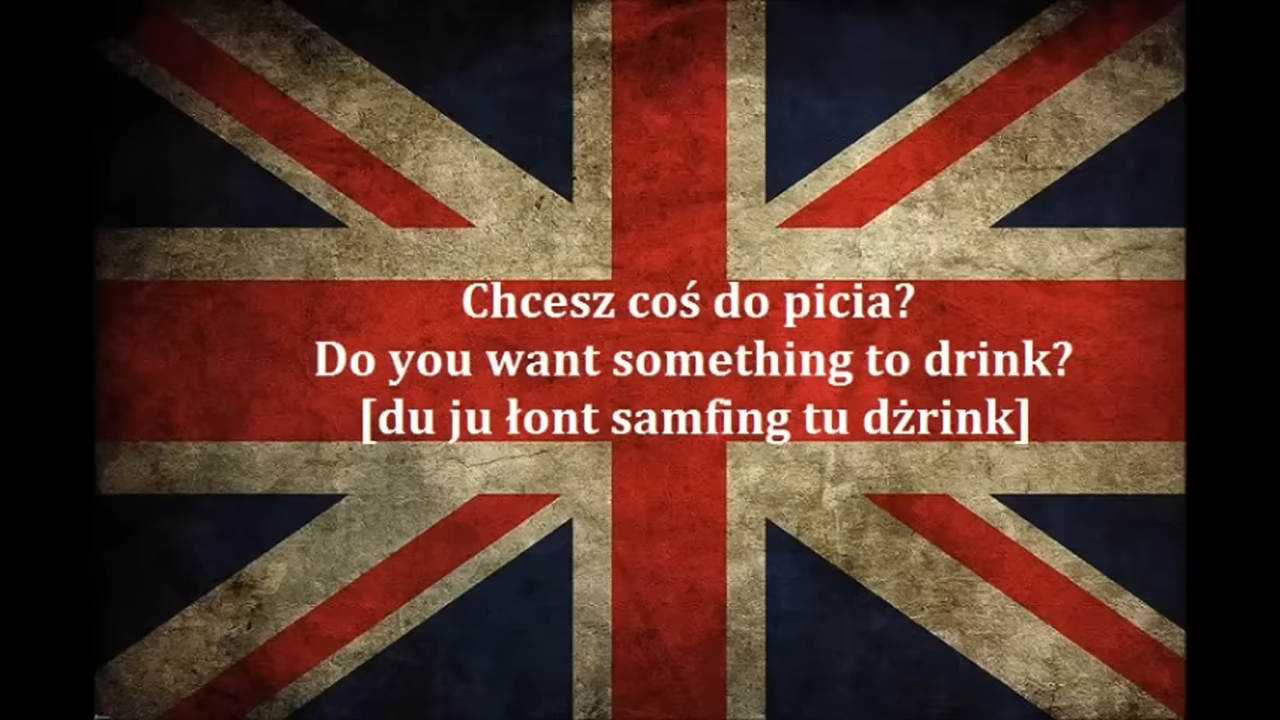 Chcesz coś do picia?
Do you want something to drink?
[du ju łont samfing tu dżrink]